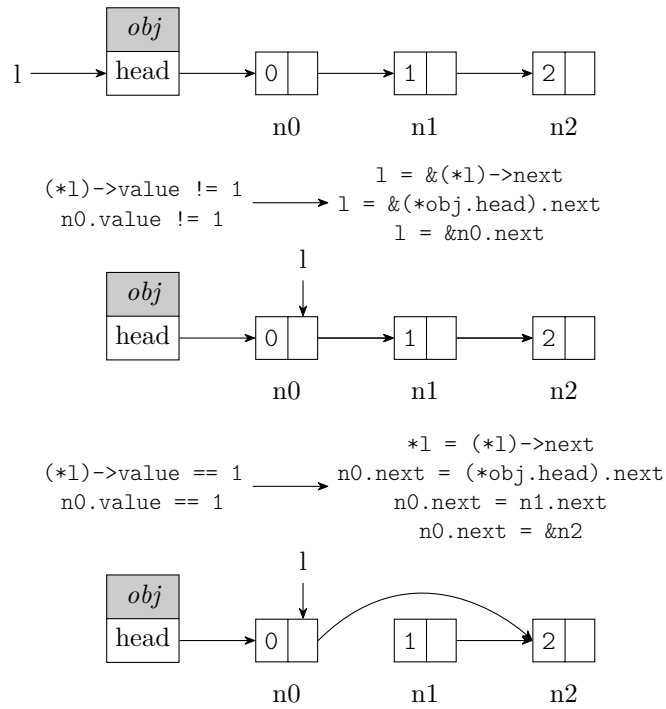 obj
l head 0 1 2
n0 n1 n2
(*l)->value != 1
n0.value != 1
l = &(*l)->next
l = &(*obj.head).next
l = &n0.next
l
obj
head 0 1 2
n0 n1 n2
(*l)->value == 1
n0.value == 1
*l = (*l)->next
n0.next = (*obj.head).next
n0.next = n1.next
n0.next = &n2
l
obj
head 0 1 2
n0 n1 n2